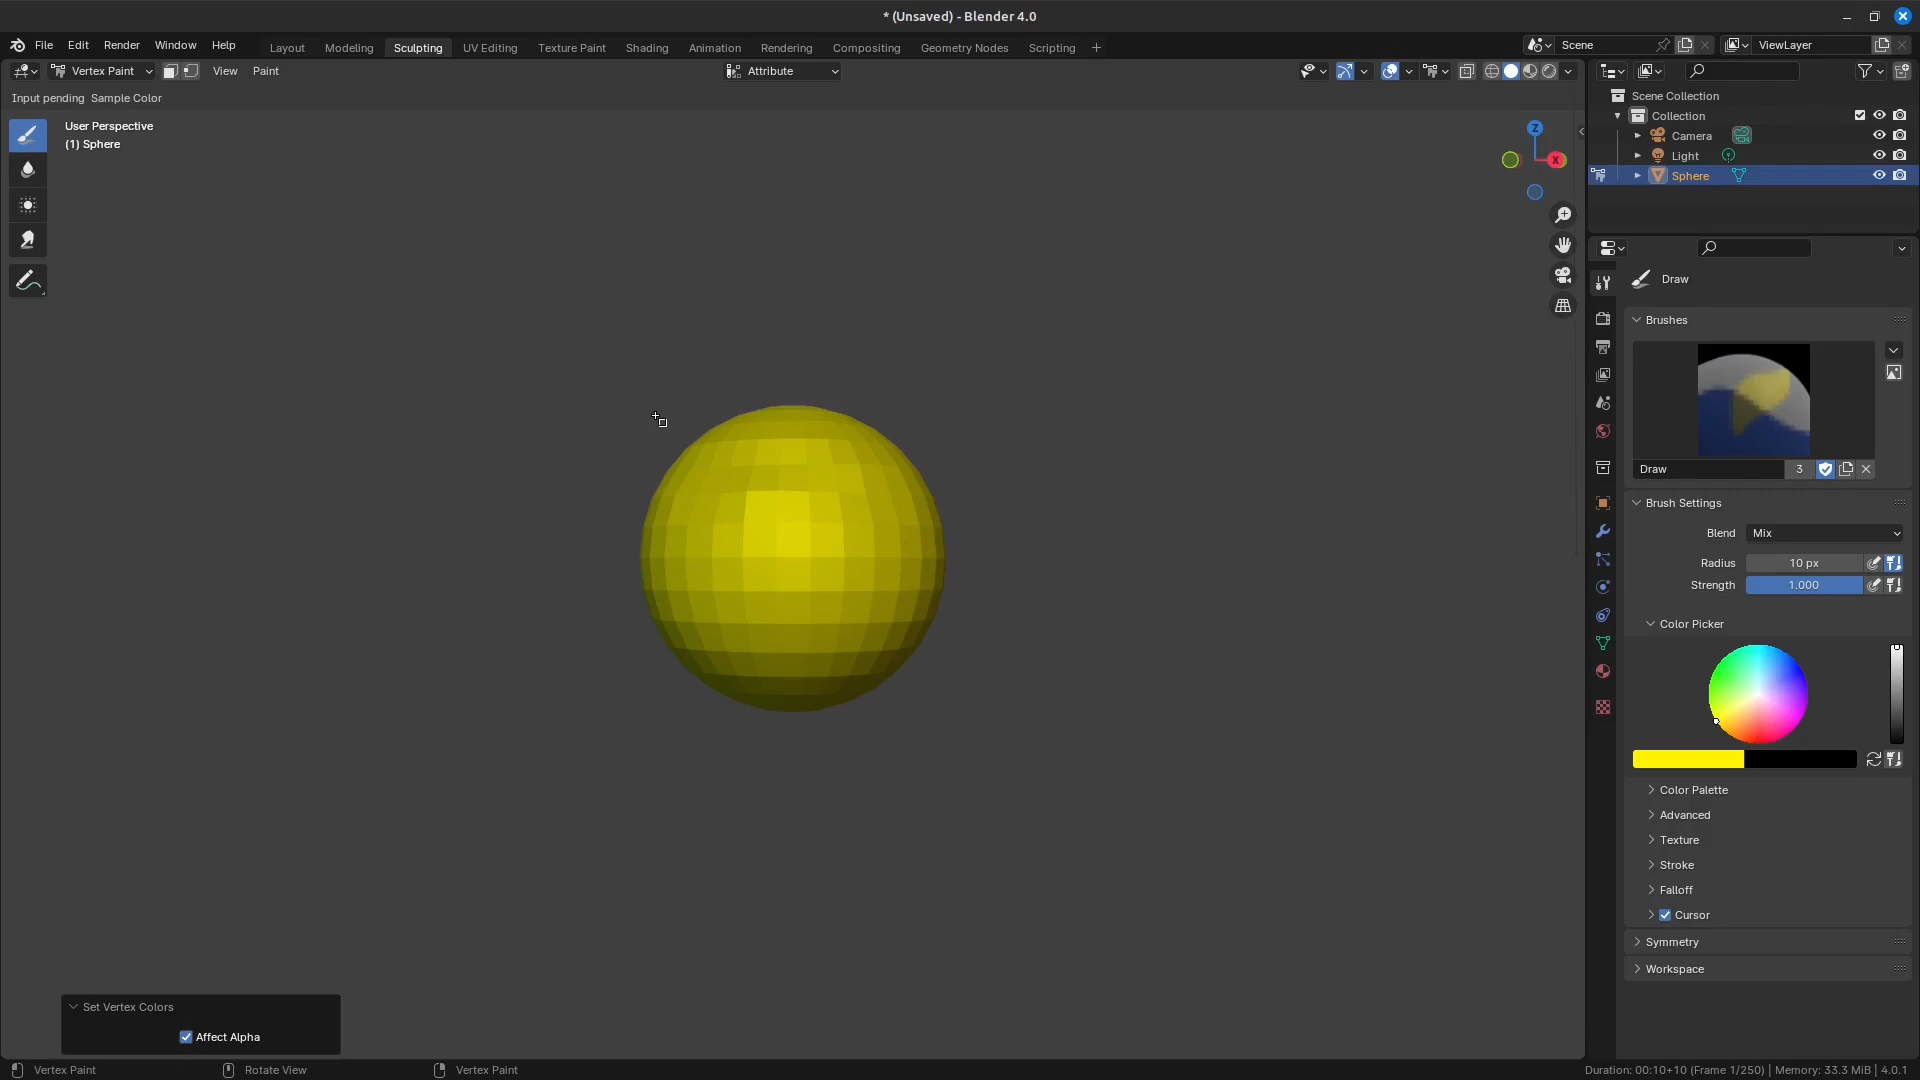 * (Unsaved) - Blender 4.0
File Edit Render Window Help
Layout Modeling Sculpting UV Editing Texture Paint Shading Animation Rendering Compositing Geometry Nodes Scripting +
Scene
ViewLayer
Vertex Paint
View Paint
Attribute
Input pending Sample Color
User Perspective
(1) Sphere
Z
X
Scene Collection
Collection
Camera
Light
Sphere
Draw
Brushes
Draw 3
Brush Settings
Blend Mix
Radius 10 px
Strength 1.000
Color Picker
Color Palette
Advanced
Texture
Stroke
Falloff
Cursor
Symmetry
Workspace
Set Vertex Colors
Affect Alpha
Vertex Paint Rotate View Vertex Paint
Duration: 00:10+10 (Frame 1/250) | Memory: 33.3 MiB | 4.0.1